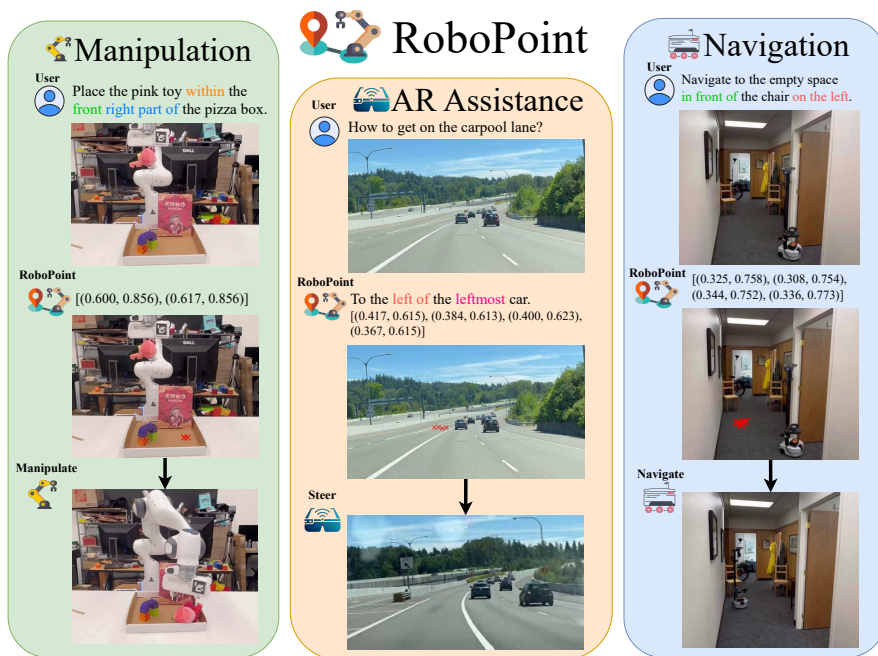 RoboPoint
Manipulation
User
Place the pink toy within the
front right part of the pizza box.
DELL
RoboPoint
[(0.600, 0.856), (0.617, 0.856)]
Manipulate
AR Assistance
User
How to get on the carpool lane?
RoboPoint
To the left of the leftmost car.
[(0.417, 0.615), (0.384, 0.613), (0.400, 0.623),
(0.367, 0.615)]
Steer
Navigation
User
Navigate to the empty space
in front of the chair on the left.
RoboPoint
[(0.325, 0.758), (0.308, 0.754),
(0.344, 0.752), (0.336, 0.773)]
Navigate